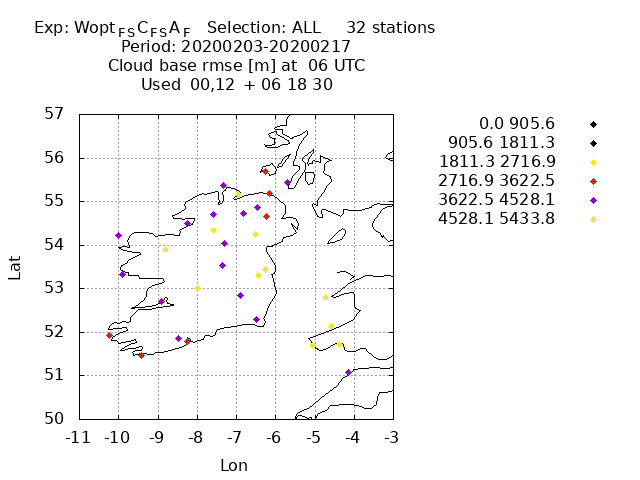 Exp: Wopt FS C FS A F   Selection: ALL     32 stations
Period: 20200203-20200217
Cloud base rmse [m] at  06 UTC
Used  00,12  + 06 18 30
0.0 905.6
905.6 1811.3
1811.3 2716.9
2716.9 3622.5
3622.5 4528.1
4528.1 5433.8
57
56
55
54
53
52
51
50
Lat
-11 -10 -9 -8 -7 -6 -5 -4 -3
Lon